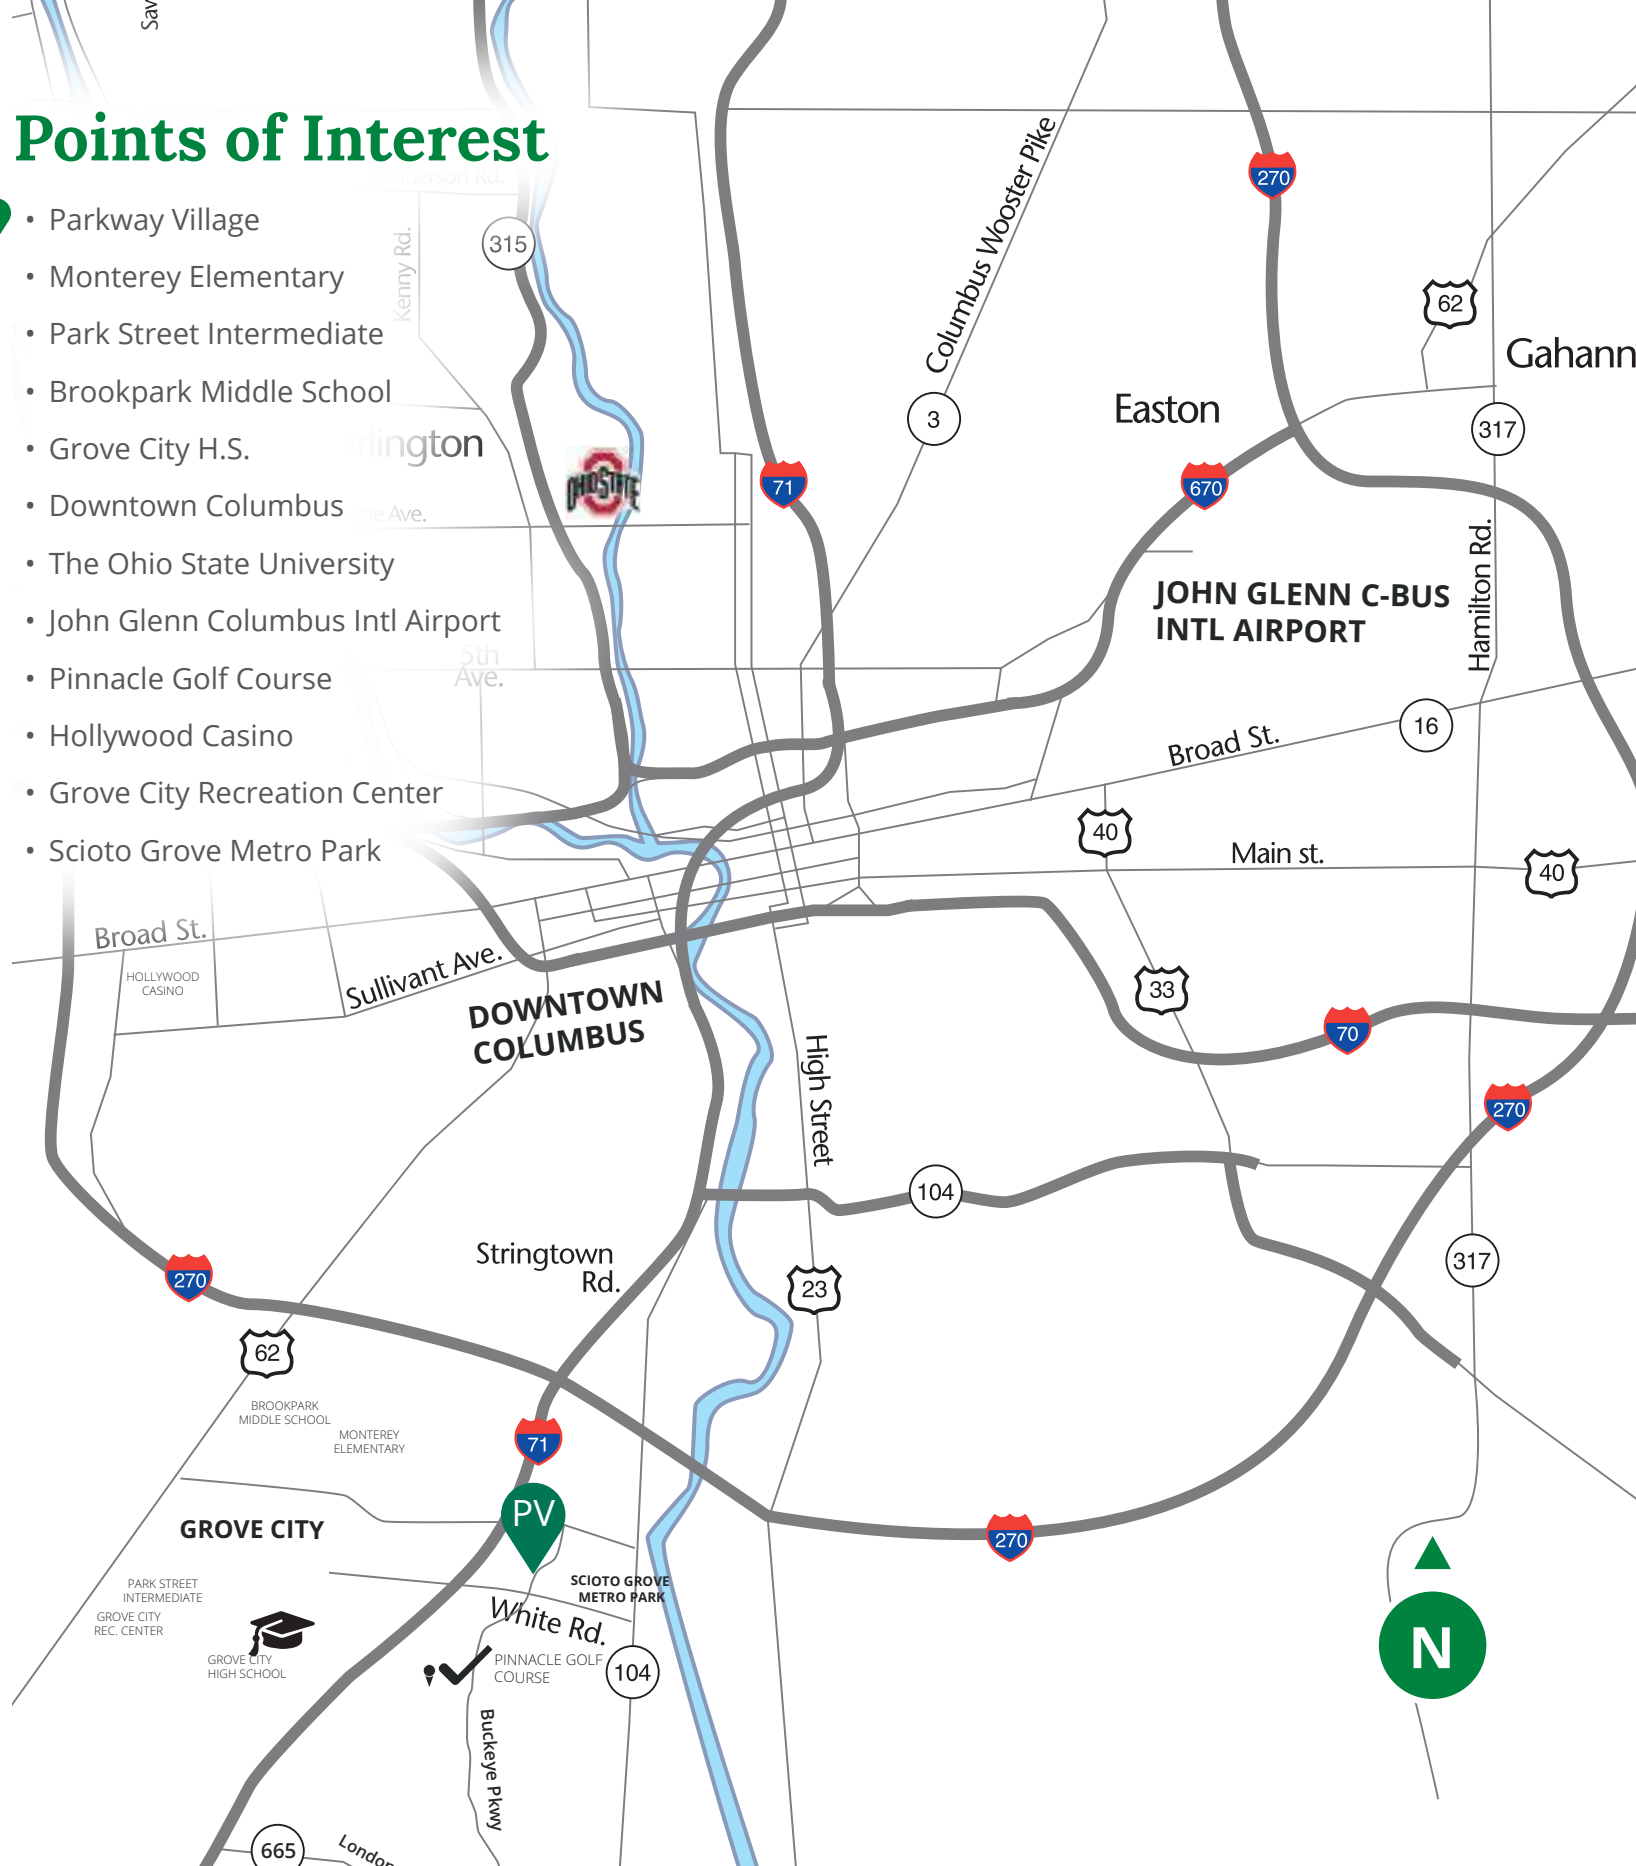 Points of Interest
• Parkway Village
• Monterey Elementary
• Park Street Intermediate
• Brookpark Middle School
• Grove City H.S.
• Downtown Columbus
• The Ohio State University
• John Glenn Columbus Intl Airport
• Pinnacle Golf Course
• Hollywood Casino
• Grove City Recreation Center
• Scioto Grove Metro Park
Sav
Kenny Rd.
315
Columbus Wooster Pike
270
62
Gahann
Easton
3
317
71
670
OHIO STATE
Ave.
JOHN GLENN C-BUS
INTL AIRPORT
Hamilton Rd.
5th
Ave.
16
Broad St.
40
Main st.
40
Broad St.
HOLLYWOOD
CASINO
Sullivant Ave.
DOWNTOWN
COLUMBUS
33
70
High Street
270
104
Stringtown
Rd.
317
270
23
62
BROOKPARK
MIDDLE SCHOOL
MONTEREY
ELEMENTARY
71
PV
GROVE CITY
270
PARK STREET
INTERMEDIATE
GROVE CITY
REC. CENTER
GROVE CITY
HIGH SCHOOL
SCIOTO GROVE
METRO PARK
White Rd.
PINNACLE GOLF
COURSE
104
N
Buckeye Pkwy
665
London